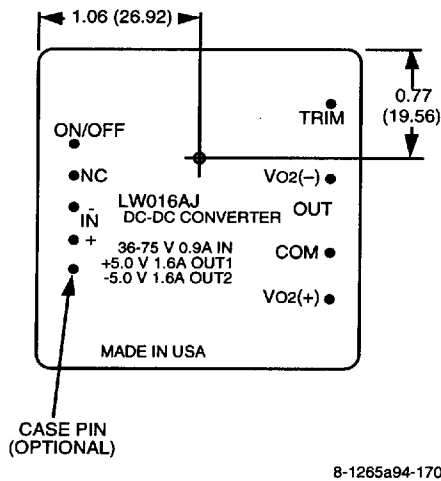 1.06 (26.92)
0.77
(19.56)
TRIM
ON/OFF
NC
VO2(–)
-
IN
+
LW016AJ
DC-DC CONVERTER
OUT
36-75 V 0.9A IN
+5.0 V 1.6A OUT1
-5.0 V 1.6A OUT2
COM
VO2(+)
MADE IN USA
CASE PIN
(OPTIONAL)
8-1265a94-170